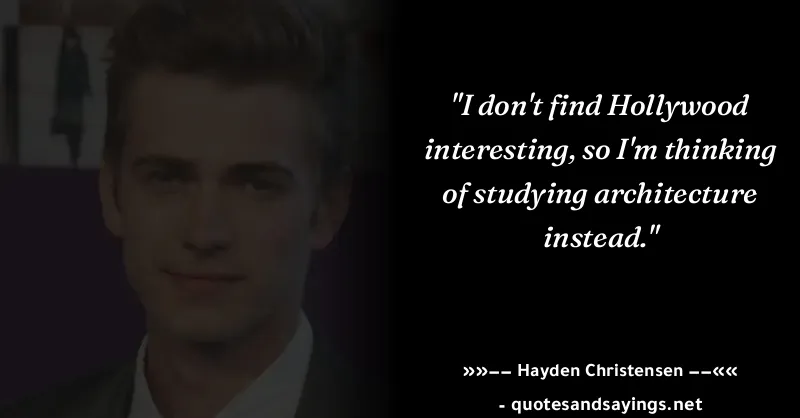 "I don't find Hollywood
interesting, so I'm thinking
of studying architecture
instead."
»»—— Hayden Christensen ——««
- quotesandsayings.net